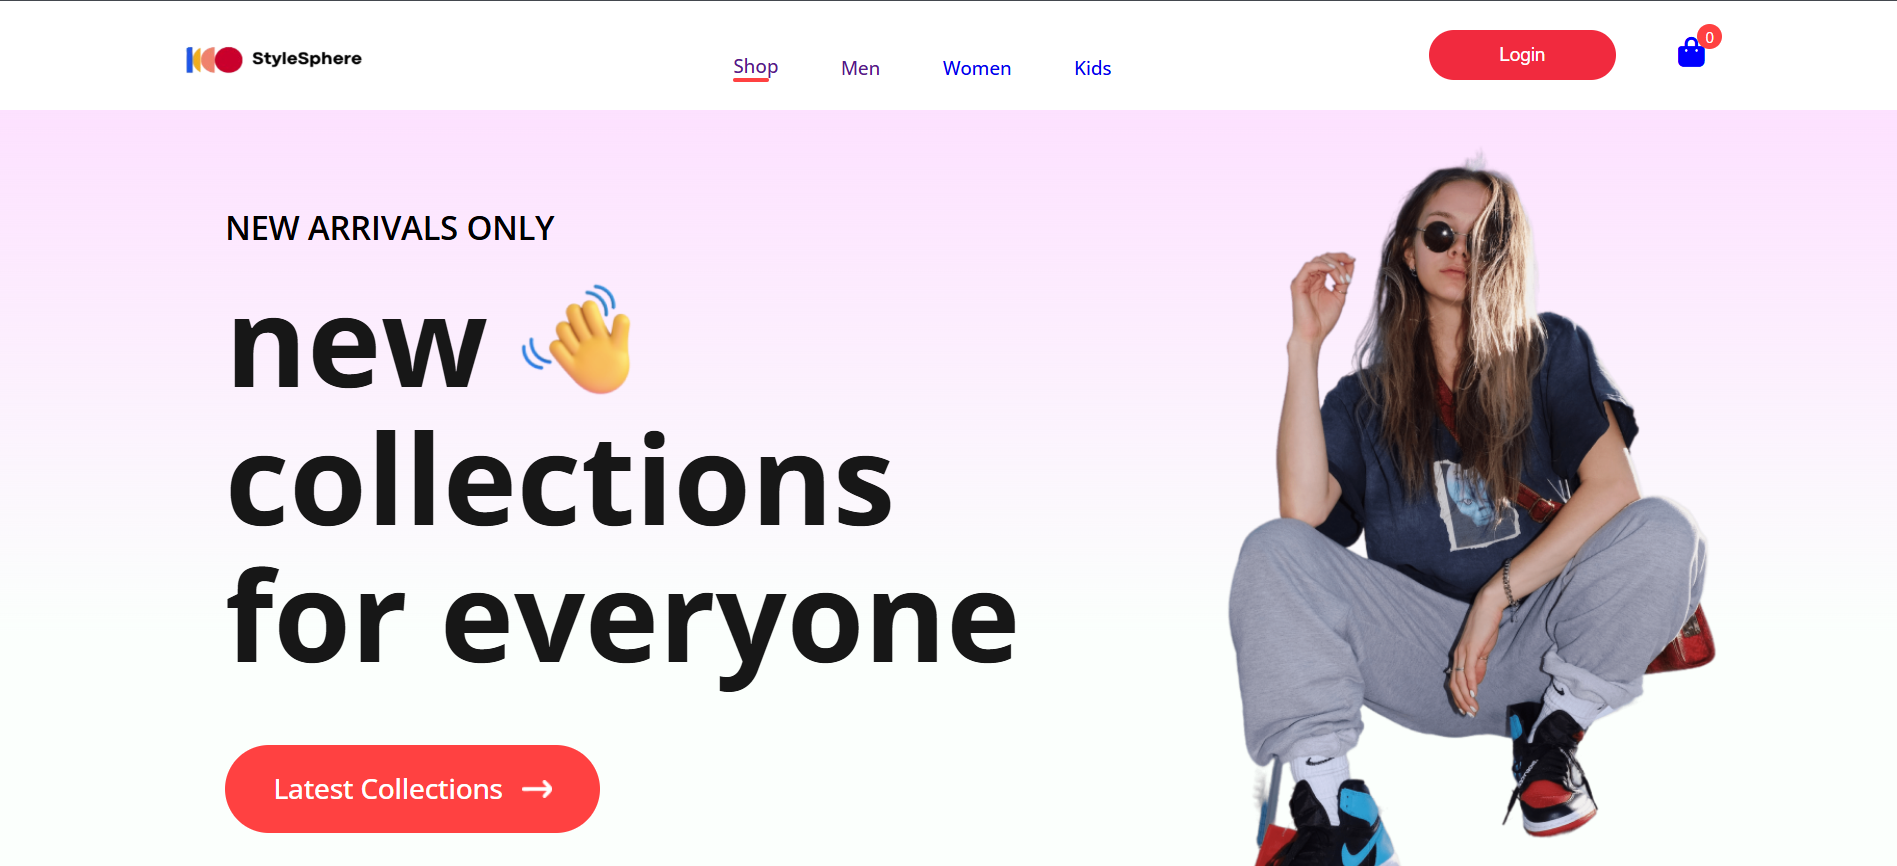 StyleSphere
Shop Men Women Kids
Login
0
NEW ARRIVALS ONLY
new 👋
collections
for everyone
Latest Collections →